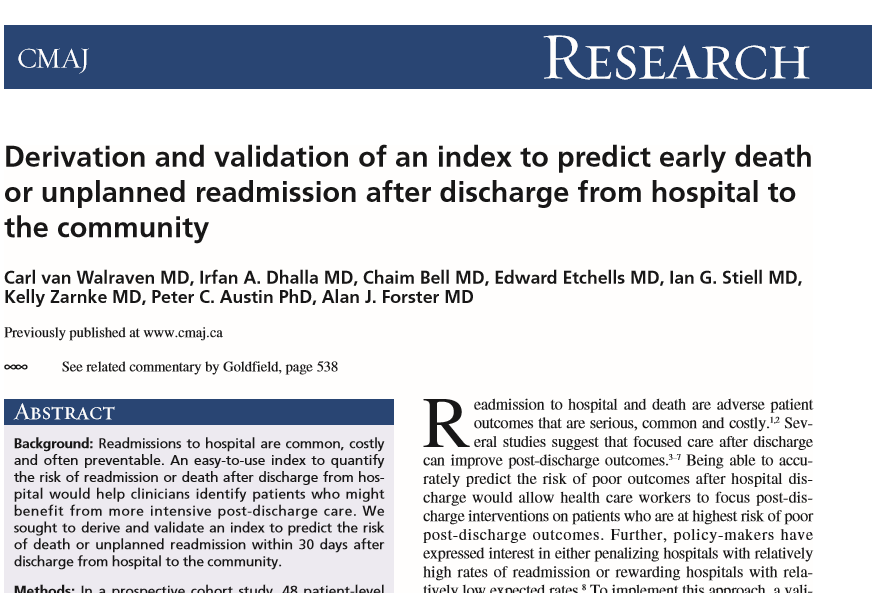 CMAJ
RESEARCH
Derivation and validation of an index to predict early death
or unplanned readmission after discharge from hospital to
the community
Carl van Walraven MD, Irfan A. Dhalla MD, Chaim Bell MD, Edward Etchells MD, Ian G. Stiell MD,
Kelly Zarnke MD, Peter C. Austin PhD, Alan J. Forster MD
Previously published at www.cmaj.ca
See related commentary by Goldfield, page 538
ABSTRACT
Background: Readmissions to hospital are common, costly
and often preventable. An easy-to-use index to quantify
the risk of readmission or death after discharge from hos-
pital would help clinicians identify patients who might
benefit from more intensive post-discharge care. We
sought to derive and validate an index to predict the risk
of death or unplanned readmission within 30 days after
discharge from hospital to the community.
Methods: In a prospective cohort study, 48 patient-level
Readmission to hospital and death are adverse patient
outcomes that are serious, common and costly.1,2 Sev-
eral studies suggest that focused care after discharge
can improve post-discharge outcomes.3–7 Being able to accu-
rately predict the risk of poor outcomes after hospital dis-
charge would allow health care workers to focus post-dis-
charge interventions on patients who are at highest risk of poor
post-discharge outcomes. Further, policy-makers have
expressed interest in either penalizing hospitals with relatively
high rates of readmission or rewarding hospitals with rela-
tively low expected rates.8 To implement this approach, a vali-